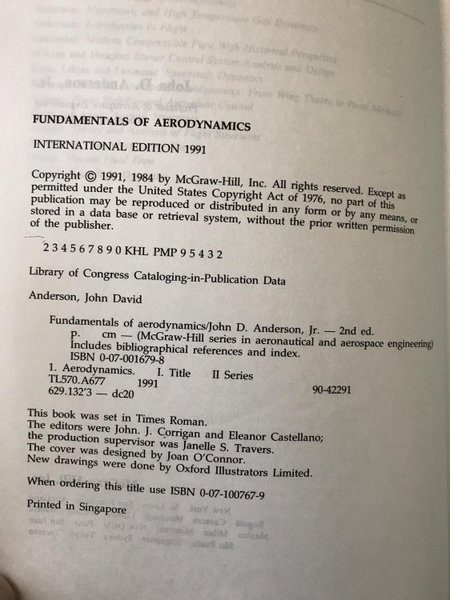 FUNDAMENTALS OF AERODYNAMICS
INTERNATIONAL EDITION 1991
Copyright © 1991, 1984 by McGraw-Hill, Inc. All rights reserved. Except as
permitted under the United States Copyright Act of 1976, no part of this
publication may be reproduced or distributed in any form or by any means, or
stored in a data base or retrieval system, without the prior written permission
of the publisher.
2 3 4 5 6 7 8 9 0 KHL PMP 9 5 4 3 2
Library of Congress Cataloging-in-Publication Data
Anderson, John David
Fundamentals of aerodynamics/John D. Anderson, Jr. — 2nd ed.
p. cm — (McGraw-Hill series in aeronautical and aerospace engineering)
Includes bibliographical references and index.
ISBN 0-07-001679-8
1. Aerodynamics. I. Title II Series
TL570.A677 1991
629.132'3 — dc20 90-42291
This book was set in Times Roman.
The editors were John. J. Corrigan and Eleanor Castellano;
the production supervisor was Janelle S. Travers.
The cover was designed by Joan O'Connor.
New drawings were done by Oxford Illustrators Limited.
When ordering this title use ISBN 0-07-100767-9
Printed in Singapore